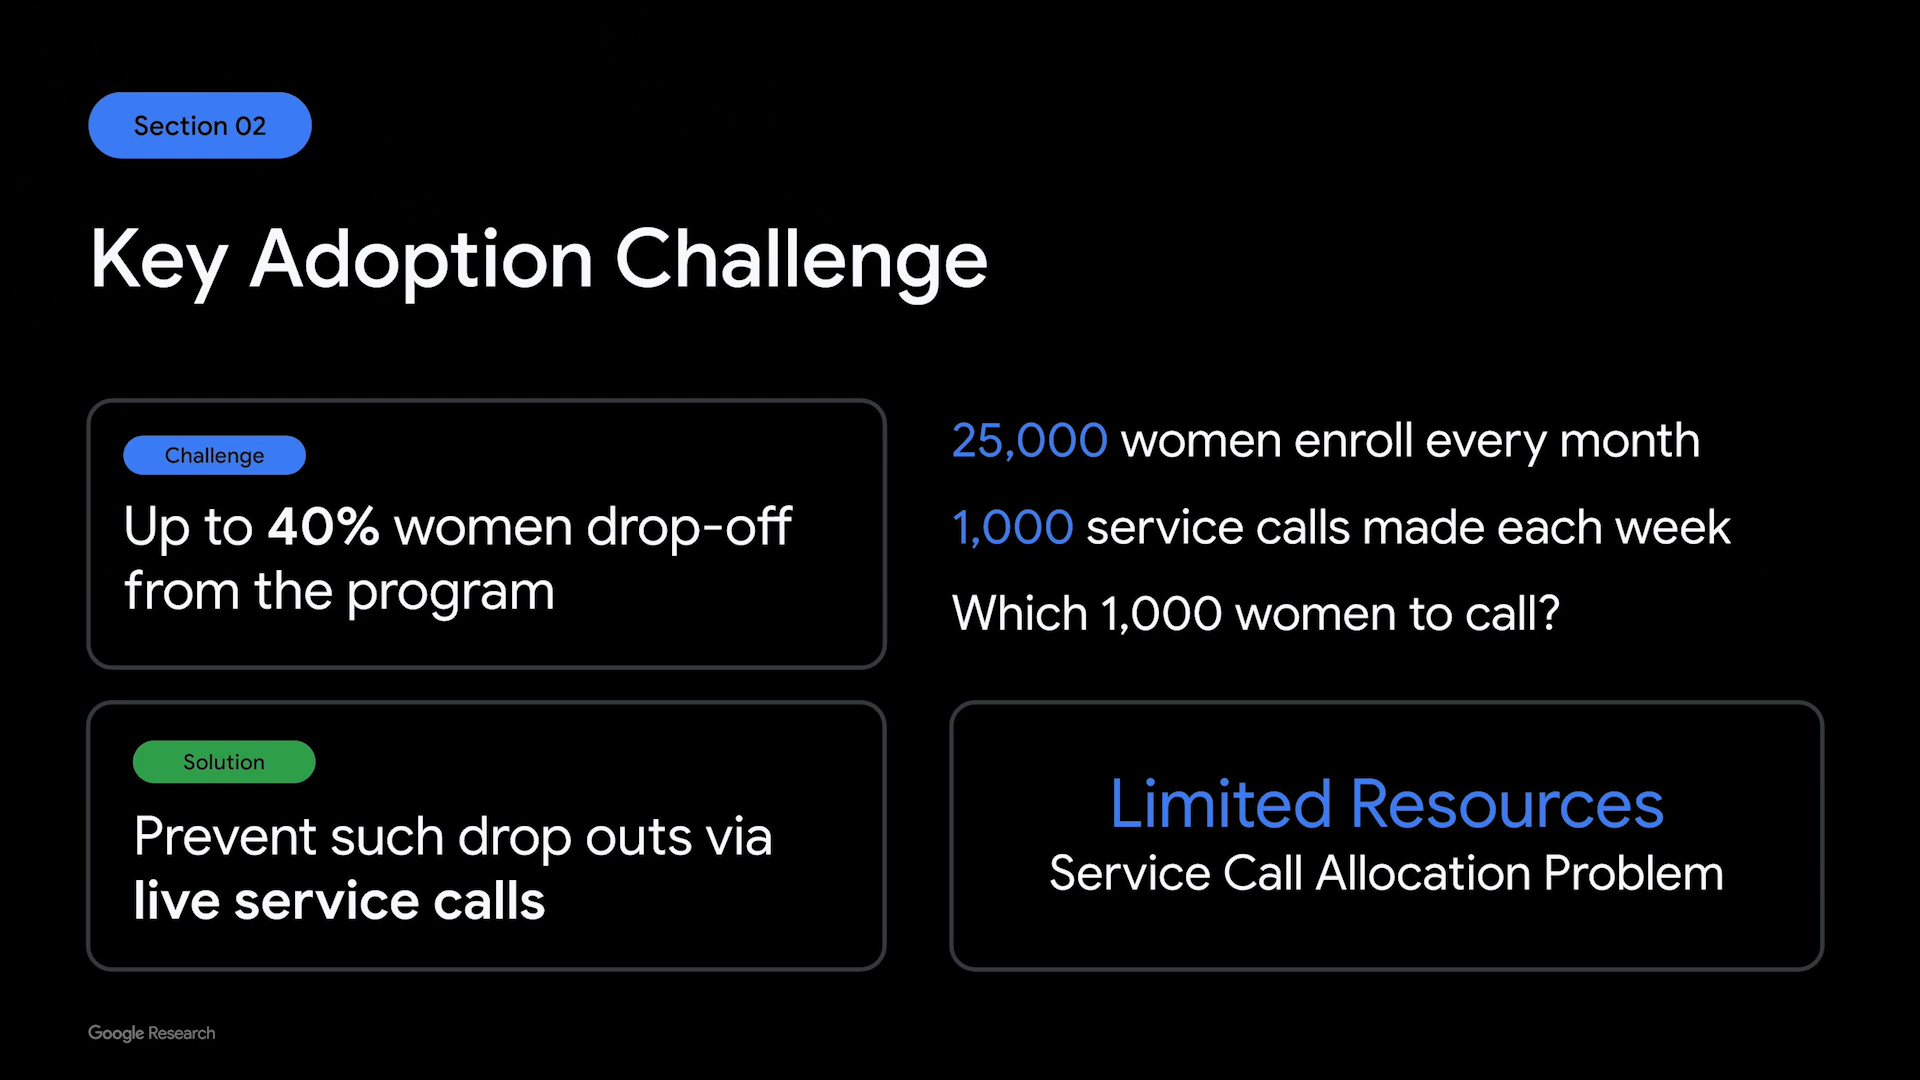 Section 02
Key Adoption Challenge
Challenge
Up to 40% women drop-off
from the program
25,000 women enroll every month
1,000 service calls made each week
Which 1,000 women to call?
Solution
Prevent such drop outs via
live service calls
Limited Resources
Service Call Allocation Problem
Google Research